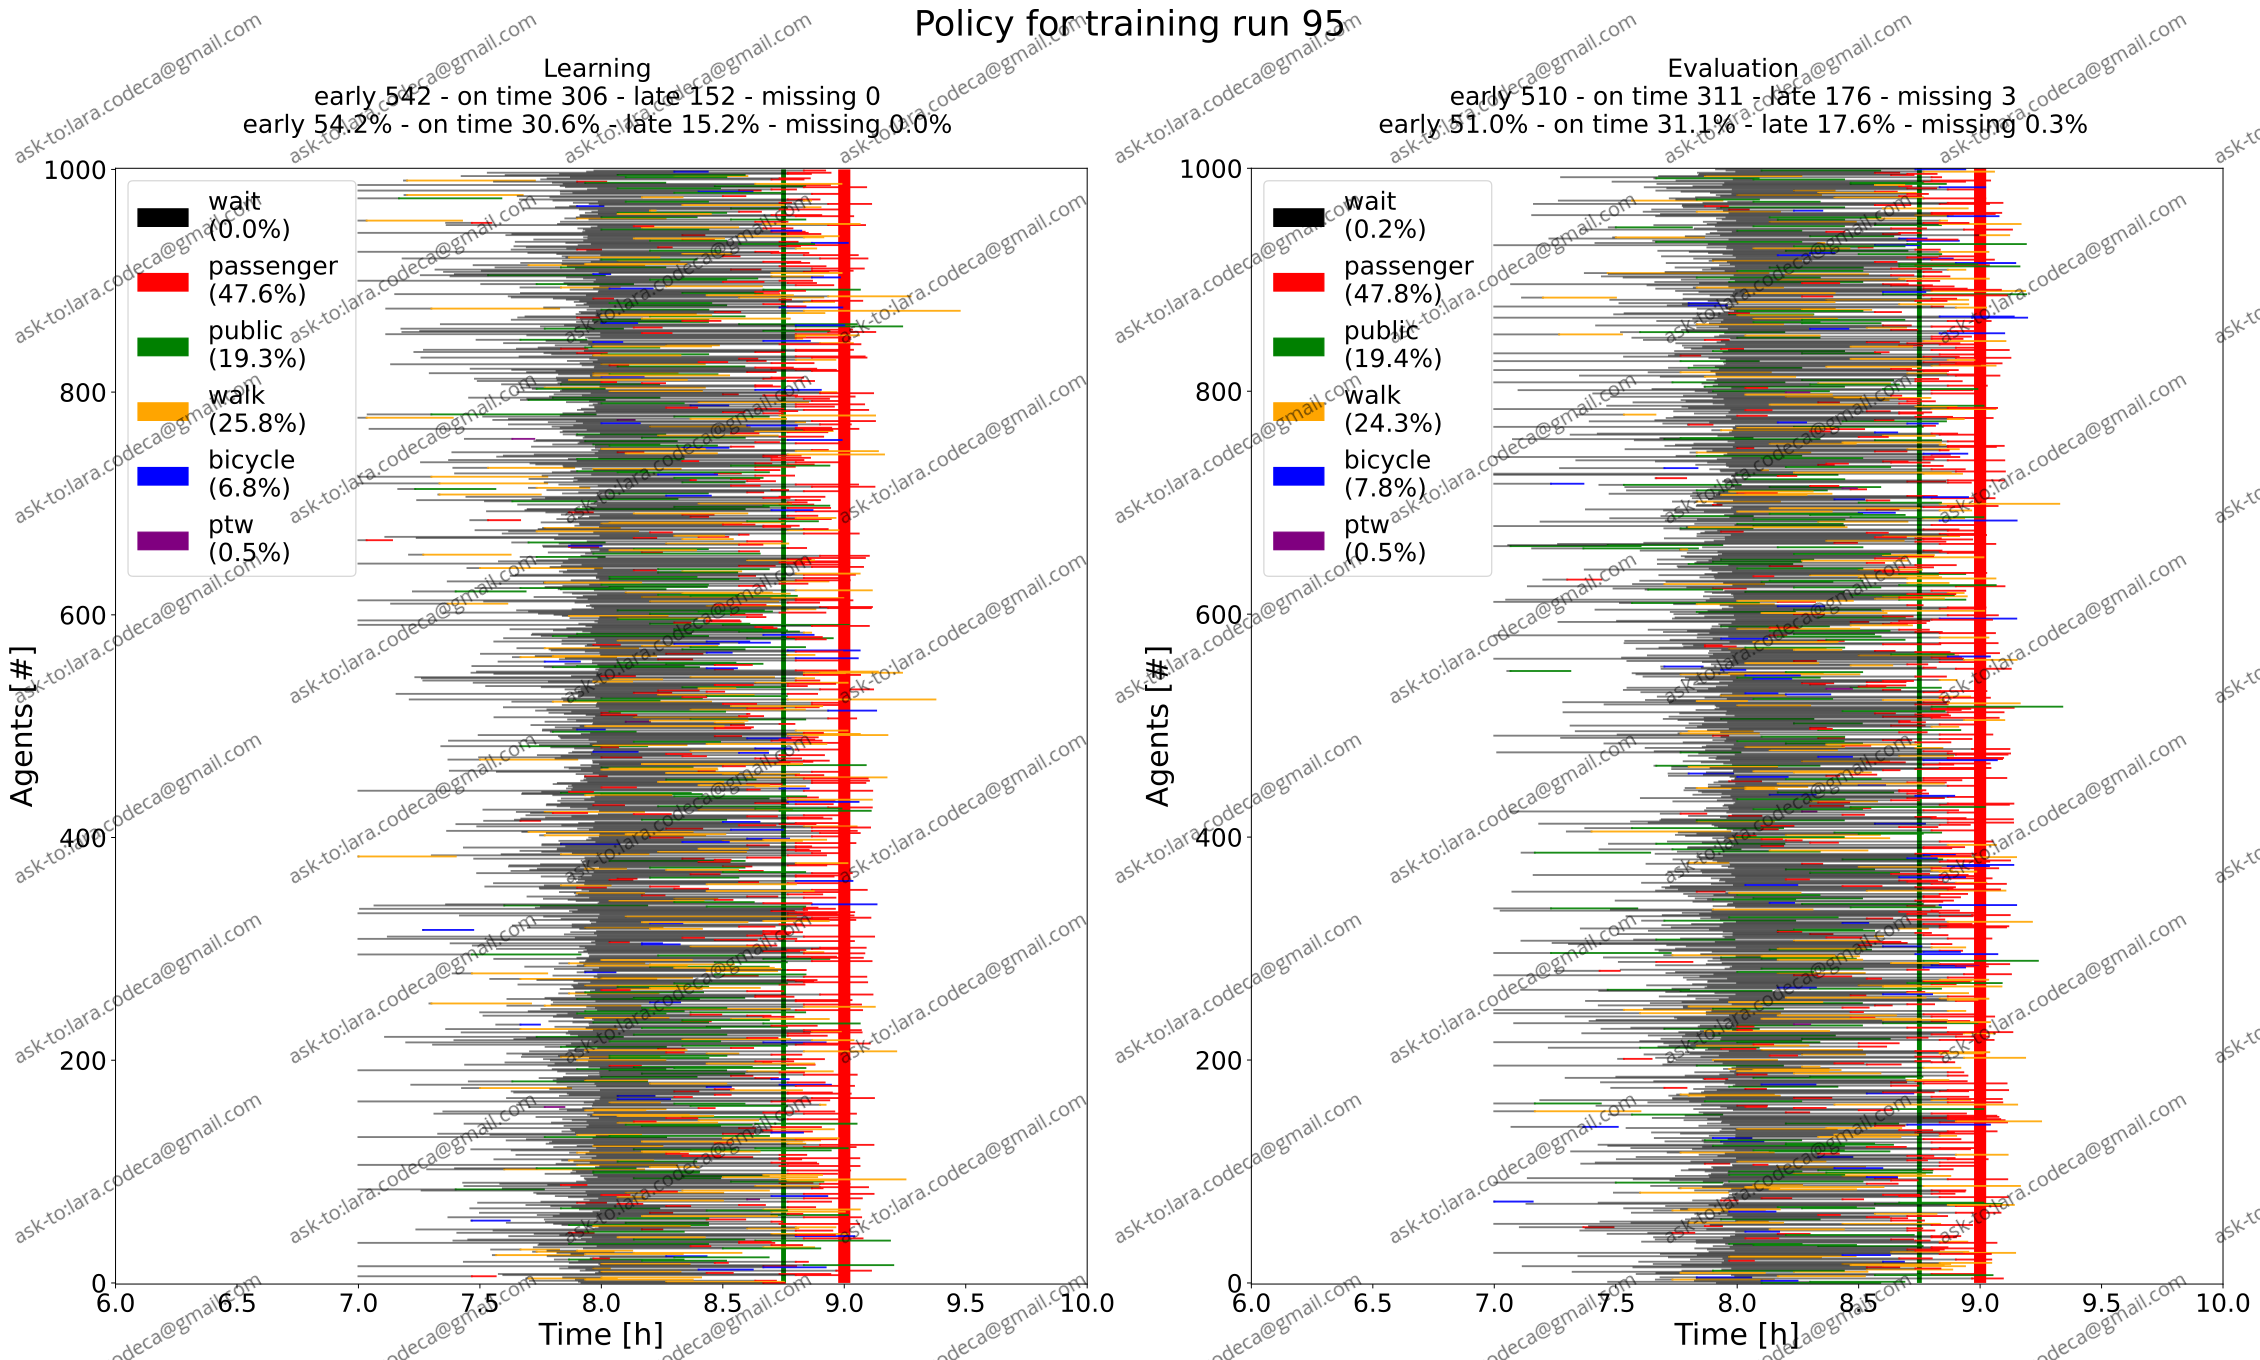 Policy for training run 95
Learning
early 542 - on time 306 - late 152 - missing 0
early 54.2% - on time 30.6% - late 15.2% - missing 0.0%
1000
800
600
400
200
0
Agents [#]
wait
(0.0%)
passenger
(47.6%)
public
(19.3%)
walk
(25.8%)
bicycle
(6.8%)
ptw
(0.5%)
6.0 6.5 7.0 7.5 8.0 8.5 9.0 9.5 10.0
Time [h]
Evaluation
early 510 - on time 311 - late 176 - missing 3
early 51.0% - on time 31.1% - late 17.6% - missing 0.3%
1000
800
600
400
200
0
Agents [#]
wait
(0.2%)
passenger
(47.8%)
public
(19.4%)
walk
(24.3%)
bicycle
(7.8%)
ptw
(0.5%)
6.0 6.5 7.0 7.5 8.0 8.5 9.0 9.5 10.0
Time [h]
ask-to:lara.codeca@gmail.com